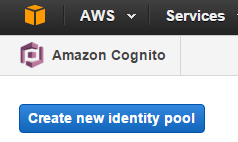 AWS Services
Amazon Cognito
Create new identity pool